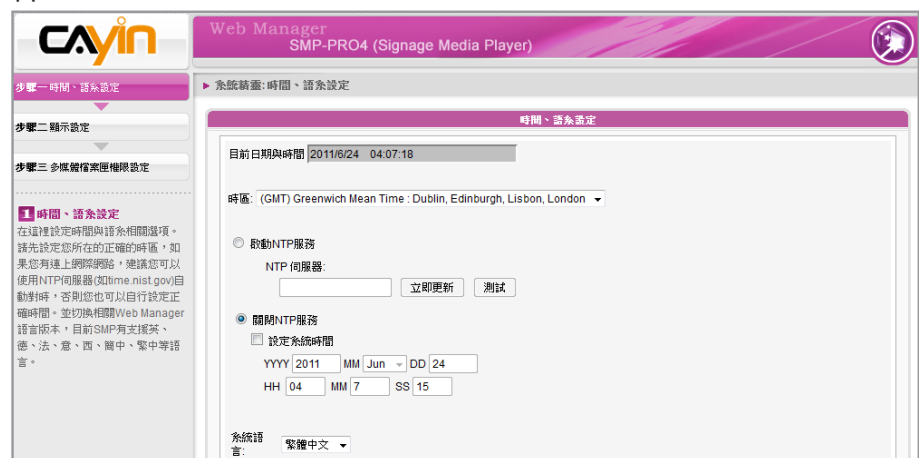 CAYIN
Web Manager
SMP-PRO4 (Signage Media Player)
步驟一 時間、語系設定
步驟二 顯示設定
步驟三 多媒體檔案匣權限設定
1 時間、語系設定
在這裡設定時間與語系相關選項。
請先設定您所在的正確的時區，如
果您有連上網際網路，建議您可以
使用NTP伺服器(如time.nist.gov)自
動對時，否則您也可以自行設定正
確時間。並切換相關Web Manager
語言版本，目前SMP有支援英、
德、法、意、西、簡中、繁中等語
言。
系統精靈:時間、語系設定
時間、語系設定
目前日期與時間 2011/6/24 04:07:18
時區: (GMT) Greenwich Mean Time : Dublin, Edinburgh, Lisbon, London
啟動NTP服務
NTP 伺服器:
立即更新 測試
關閉NTP服務
設定系統時間
YYYY 2011 MM Jun DD 24
HH 04 MM 7 SS 15
系統語
言: 繁體中文